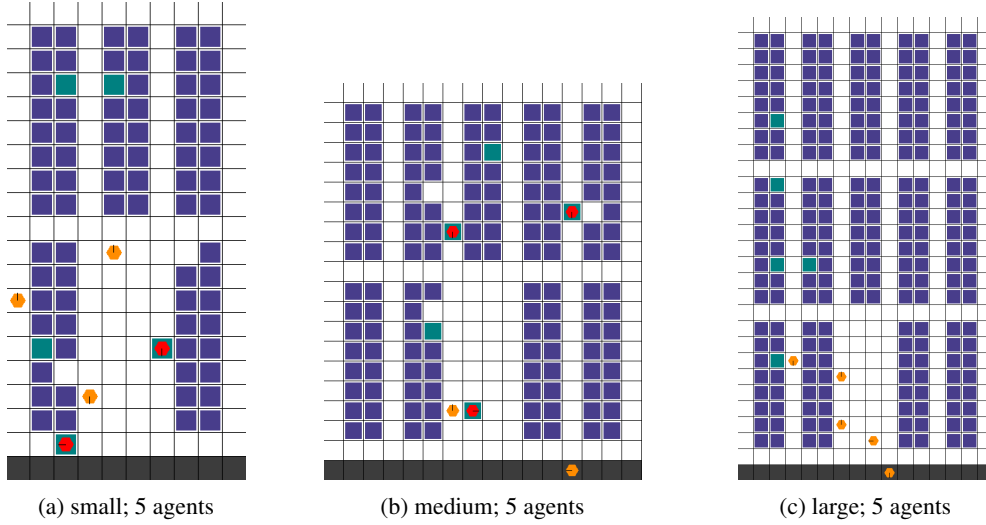 (a) small; 5 agents
(b) medium; 5 agents
(c) large; 5 agents